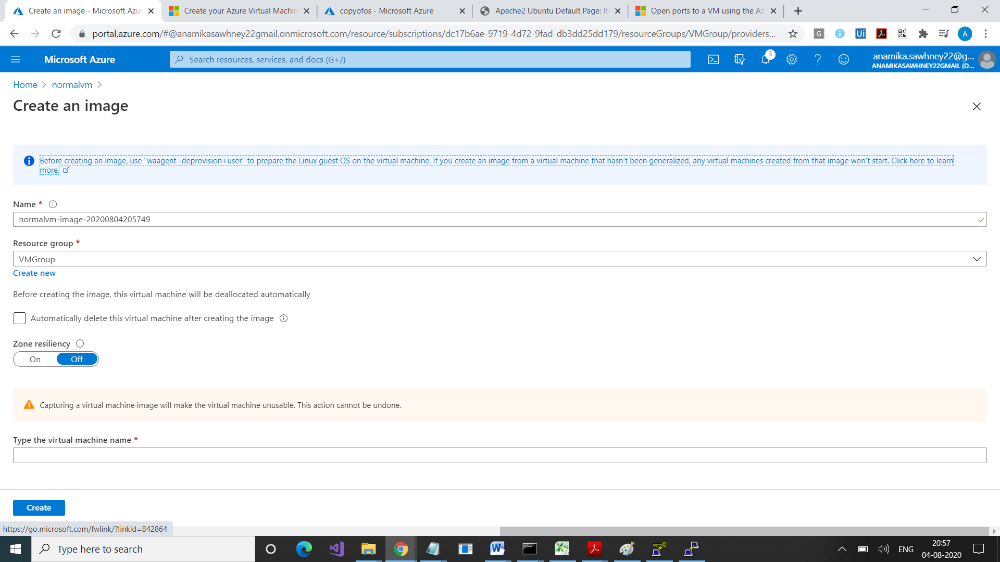 Create an image - Microsoft Azur
Create your Azure Virtual Machin
copyofos - Microsoft Azure
Apache2 Ubuntu Default Page: It
Open ports to a VM using the Az
portal.azure.com/#@anamikasawhney22gmail.onmicrosoft.com/resource/subscriptions/dc17b6ae-9719-4d72-9fad-db3dd25dd179/resourceGroups/VMGroup/providers...
G
Ui
A
Microsoft Azure
Search resources, services, and docs (G+/)
3
anamika.sawhney22@g...
ANAMIKASAWHNEY22GMAIL (D...
Home > normalvm >
Create an image
Before creating an image, use "waagent -deprovision+user" to prepare the Linux guest OS on the virtual machine. If you create an image from a virtual machine that hasn't been generalized, any virtual machines created from that image won't start. Click here to learn
more.
Name *
normalvm-image-20200804205749
Resource group *
VMGroup
Create new
Before creating the image, this virtual machine will be deallocated automatically
Automatically delete this virtual machine after creating the image
Zone resiliency
On Off
Capturing a virtual machine image will make the virtual machine unusable. This action cannot be undone.
Type the virtual machine name *
Create
https://go.microsoft.com/fwlink/?linkid=842864
Type here to search
ENG
20:57
04-08-2020